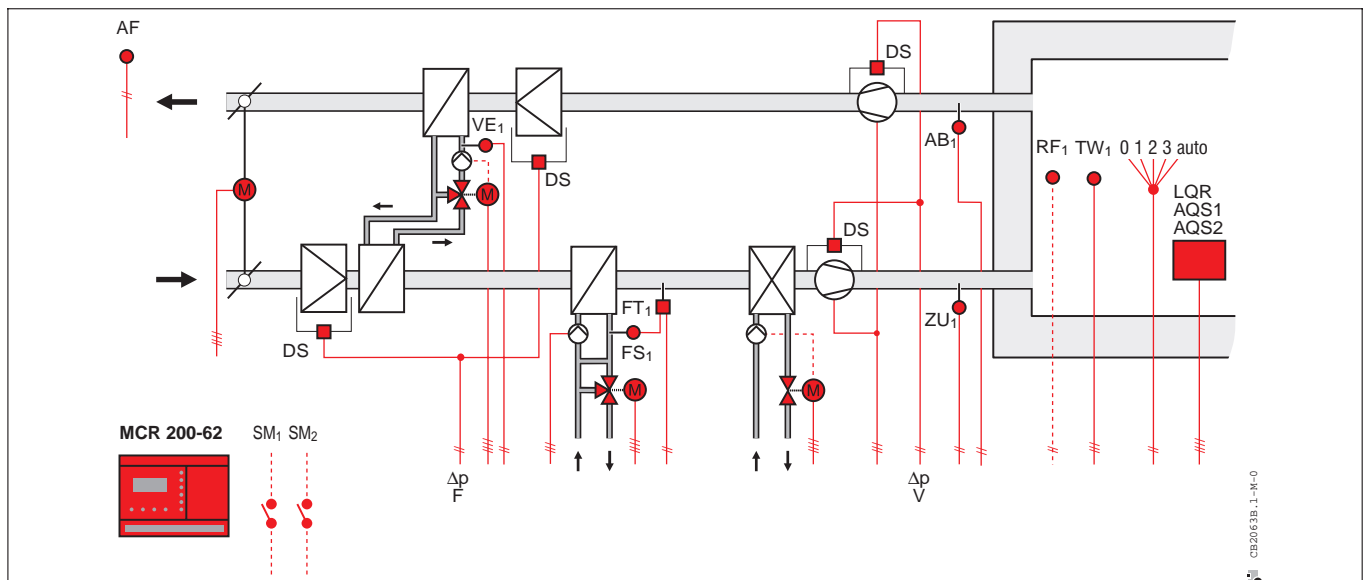 AF
DS
VE1
DS
AB1
RF1 TW1 0 1 2 3 auto
LQR
AQS1
AQS2
M
M
DS
FT1
ZU1
DS
FS1
M
M
MCR 200-62 SM1 SM2
Δp
F
Δp
V
CB2063B.1-M-0